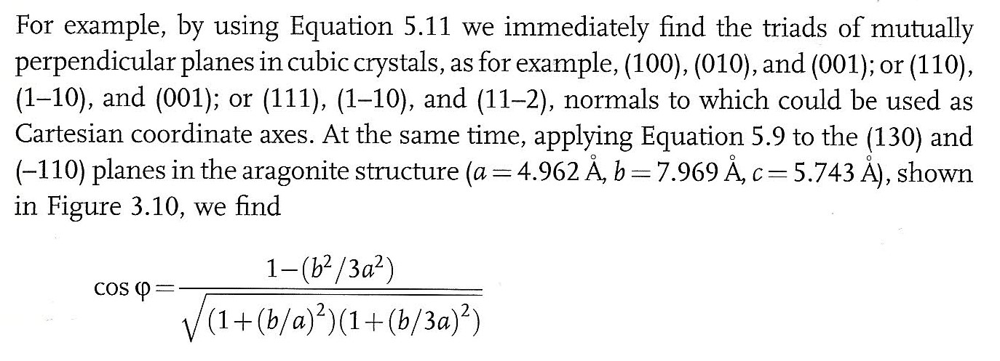 For example, by using Equation 5.11 we immediately find the triads of mutually
perpendicular planes in cubic crystals, as for example, (100), (010), and (001); or (110),
(1–10), and (001); or (111), (1–10), and (11–2), normals to which could be used as
Cartesian coordinate axes. At the same time, applying Equation 5.9 to the (130) and
(–110) planes in the aragonite structure (a = 4.962 Å, b = 7.969 Å, c = 5.743 Å), shown
in Figure 3.10, we find
cos φ = 1–(b²/3a²) / √(1+(b/a)²)(1+(b/3a)²)